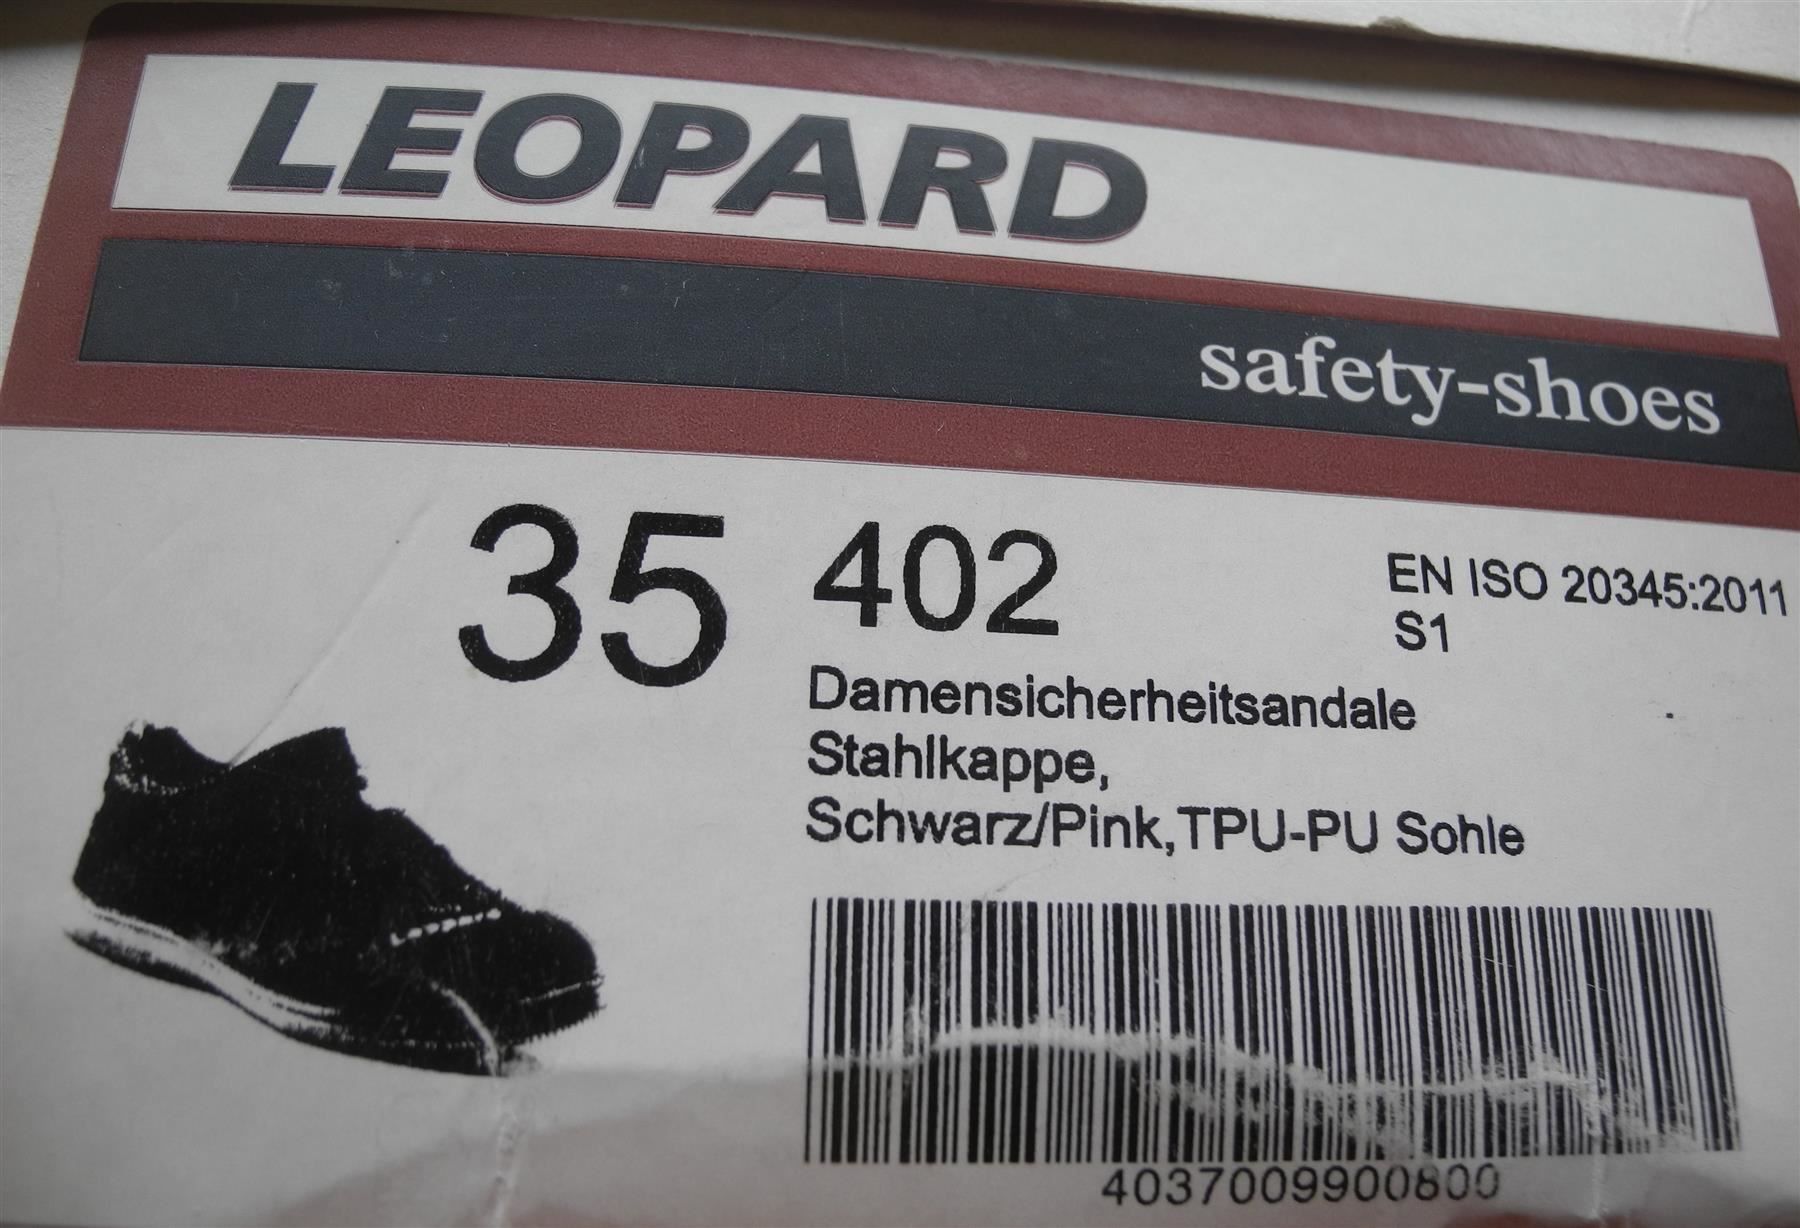 LEOPARD
safety-shoes
35
402
EN ISO 20345:2011
S1
Damensicherheitsandale
Stahlkappe,
Schwarz/Pink,TPU-PU Sohle
4037009900800